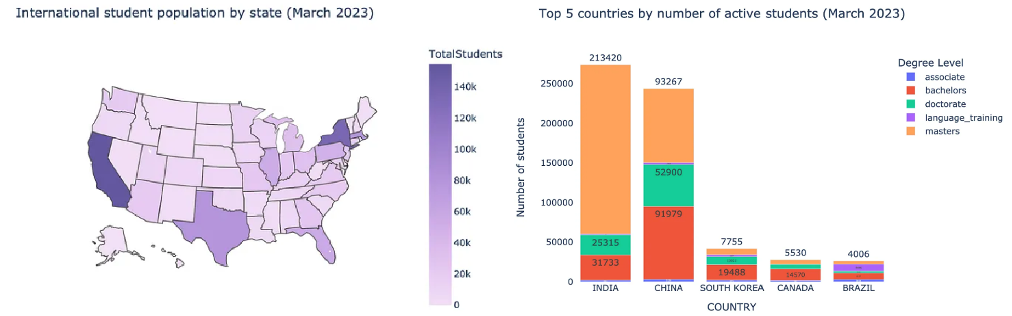 International student population by state (March 2023)
TotalStudents
140k
120k
100k
80k
60k
40k
20k
0
Top 5 countries by number of active students (March 2023)
Number of students
250000
200000
150000
100000
50000
0
213420
25315
31733
93267
52900
91979
7755
19488
5530
14570
4006
INDIA
CHINA
SOUTH KOREA
CANADA
BRAZIL
COUNTRY
Degree Level
associate
bachelors
doctorate
language_training
masters